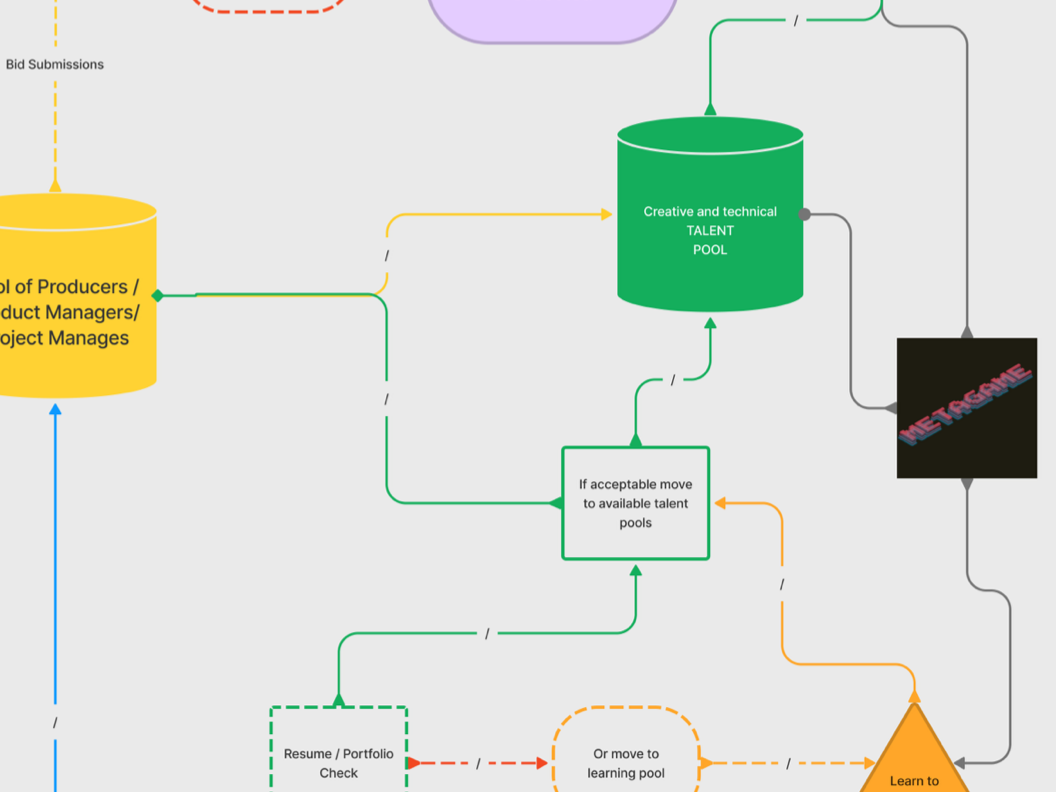 Bid Submissions
/
Creative and technical
TALENT
POOL
/
ol of Producers /
duct Managers/
oject Manages
METAGAME
/
/
If acceptable move
to available talent
pools
/
/
/
Resume / Portfolio
Check
/
Or move to
learning pool
/
Learn to